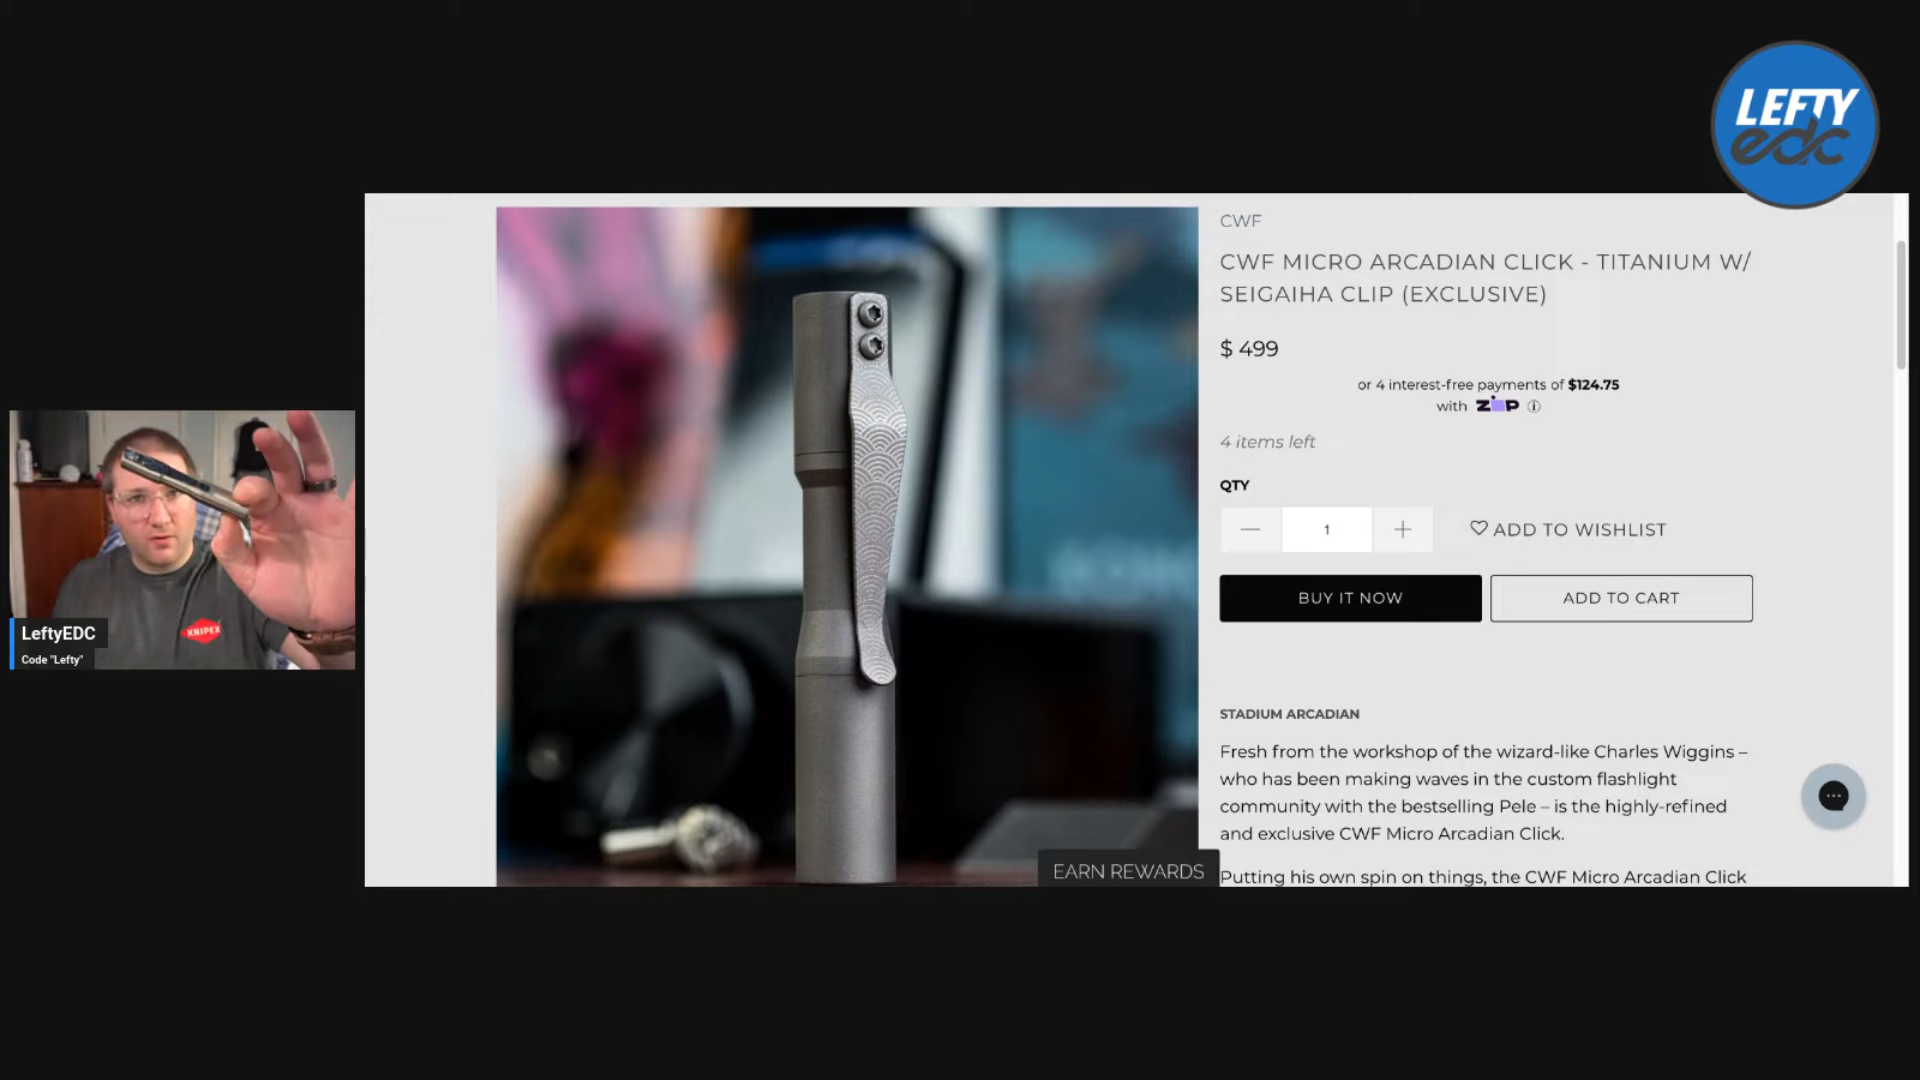 LEFTY
edc
CWF
CWF MICRO ARCADIAN CLICK - TITANIUM W/
SEIGAIHA CLIP (EXCLUSIVE)
$ 499
or 4 interest-free payments of $124.75
with ZIP
4 items left
QTY
1
ADD TO WISHLIST
BUY IT NOW
ADD TO CART
STADIUM ARCADIAN
Fresh from the workshop of the wizard-like Charles Wiggins –
who has been making waves in the custom flashlight
community with the bestselling Pele – is the highly-refined
and exclusive CWF Micro Arcadian Click.
EARN REWARDS
Putting his own spin on things, the CWF Micro Arcadian Click
KNIPEX
LeftyEDC
Code "Lefty"